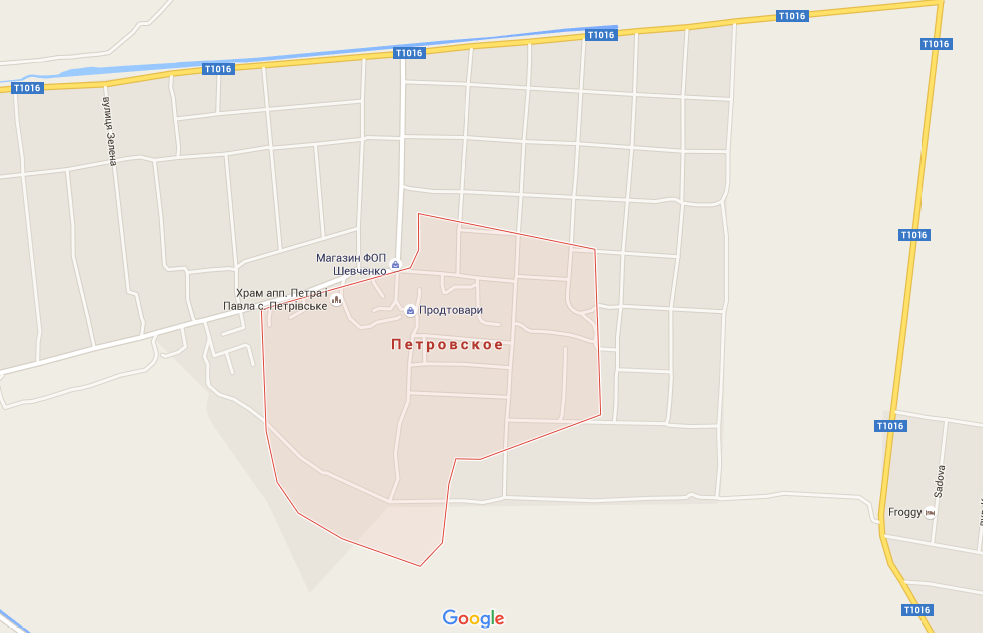 T1016
T1016
T1016
T1016
T1016
T1016
вулиця Зелена
T1016
Магазин ФОП
Шевченко
Храм апп. Петра і
Павла с. Петрівське
Продтовари
Петровское
T1016
Sadova
Froggy
T1016
Google